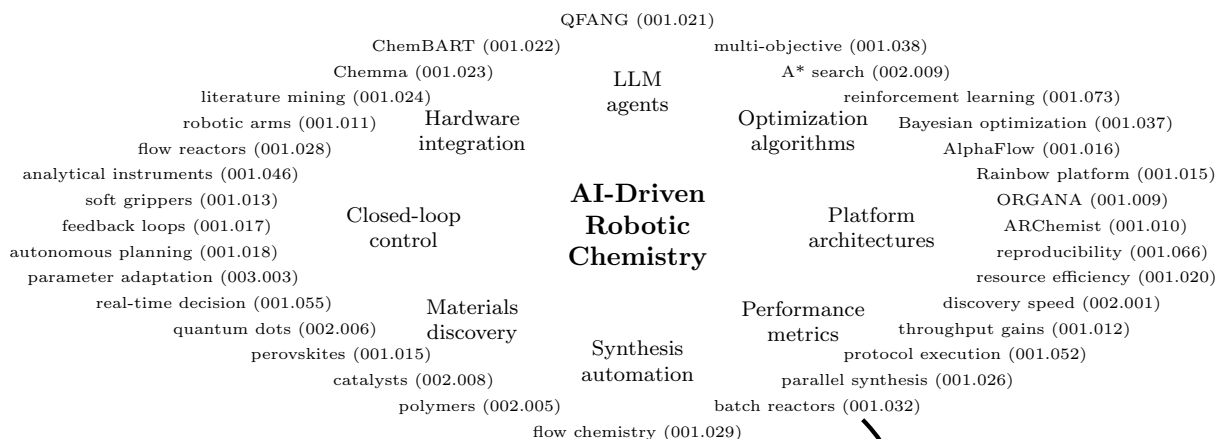 QFANG (001.021)
ChemBART (001.022)
multi-objective (001.038)
Chemma (001.023)
A* search (002.009)
LLM
agents
literature mining (001.024)
reinforcement learning (001.073)
Hardware
integration
Optimization
algorithms
robotic arms (001.011)
Bayesian optimization (001.037)
flow reactors (001.028)
AlphaFlow (001.016)
analytical instruments (001.046)
Rainbow platform (001.015)
soft grippers (001.013)
ORGANA (001.009)
AI-Driven
Robotic
Chemistry
Closed-loop
control
Platform
architectures
feedback loops (001.017)
ARChemist (001.010)
autonomous planning (001.018)
reproducibility (001.066)
parameter adaptation (003.003)
resource efficiency (001.020)
real-time decision (001.055)
discovery speed (002.001)
Materials
discovery
Performance
metrics
quantum dots (002.006)
throughput gains (001.012)
Synthesis
automation
perovskites (001.015)
protocol execution (001.052)
catalysts (002.008)
parallel synthesis (001.026)
polymers (002.005)
batch reactors (001.032)
flow chemistry (001.029)